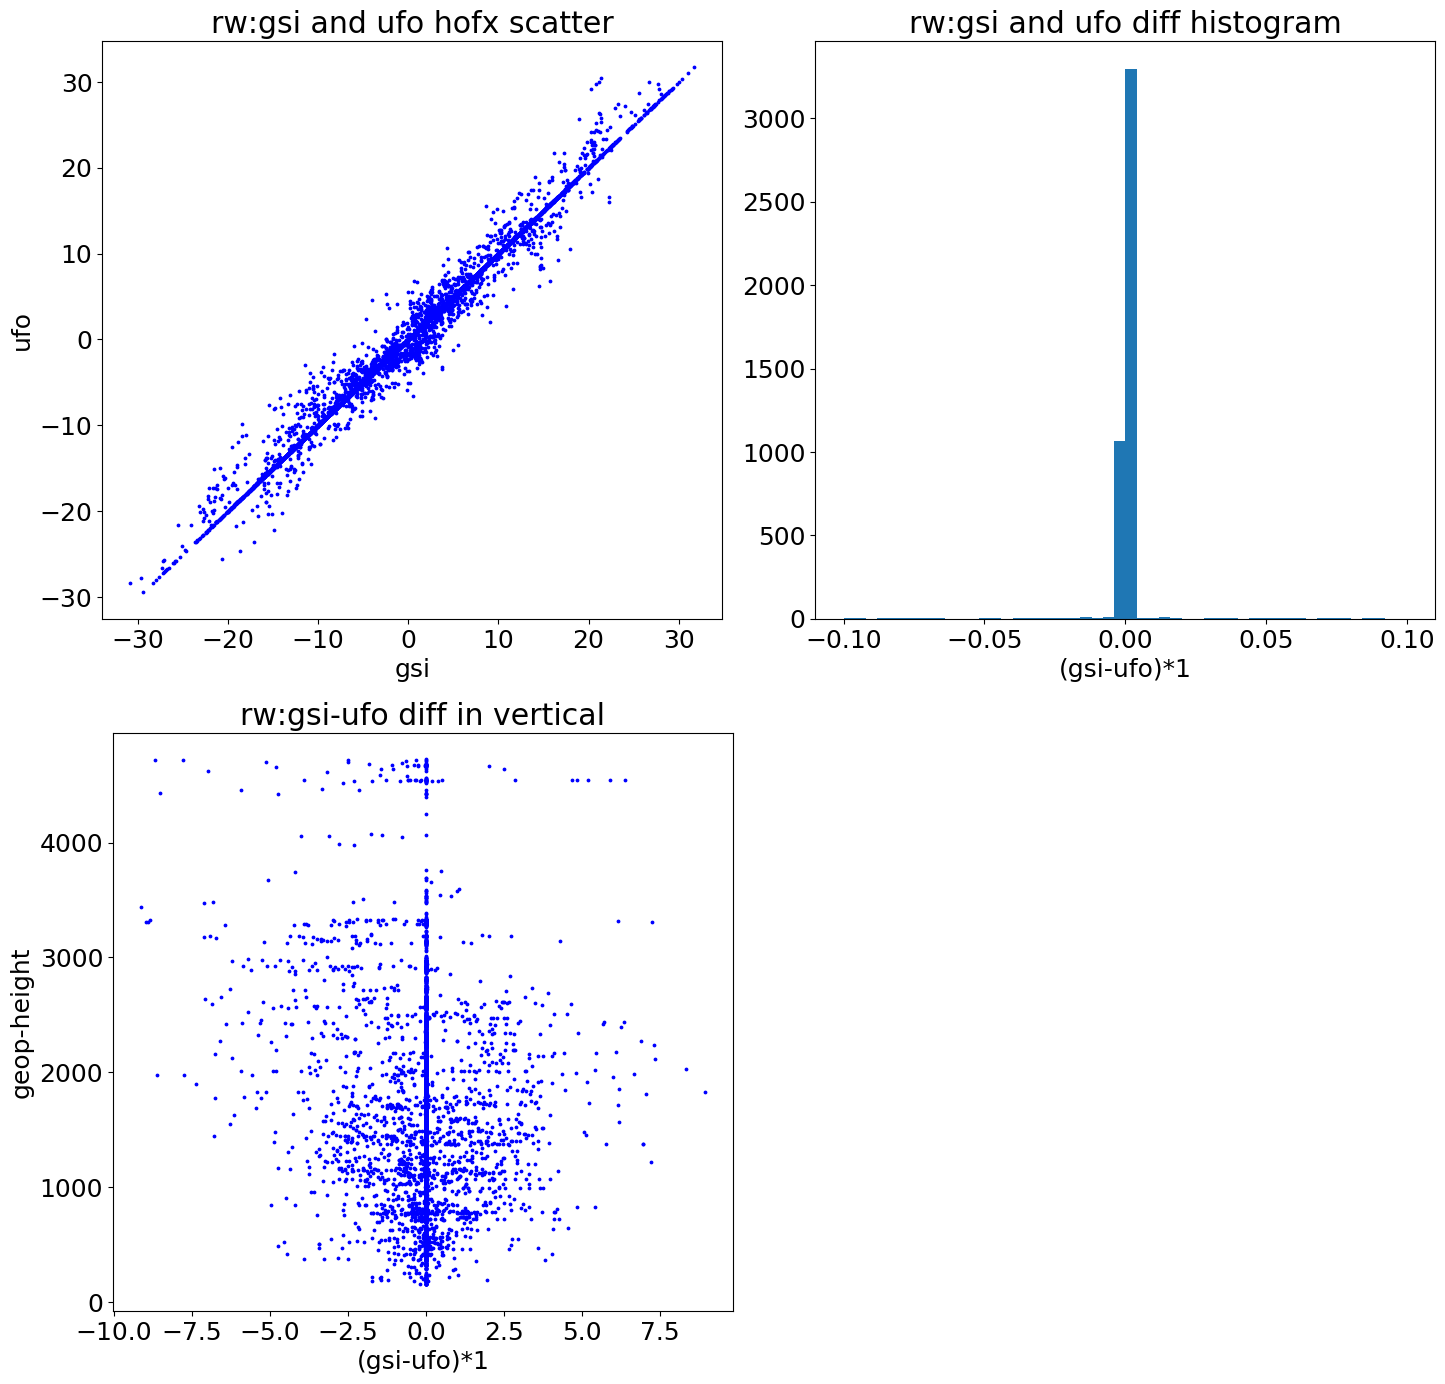 rw:gsi and ufo hofx scatter
30
20
10
0
−10
−20
−30
ufo
−30 −20 −10 0 10 20 30
gsi
rw:gsi and ufo diff histogram
3000
2500
2000
1500
1000
500
0
−0.10 −0.05 0.00 0.05 0.10
(gsi-ufo)*1
rw:gsi-ufo diff in vertical
4000
3000
2000
1000
0
geop-height
−10.0 −7.5 −5.0 −2.5 0.0 2.5 5.0 7.5
(gsi-ufo)*1